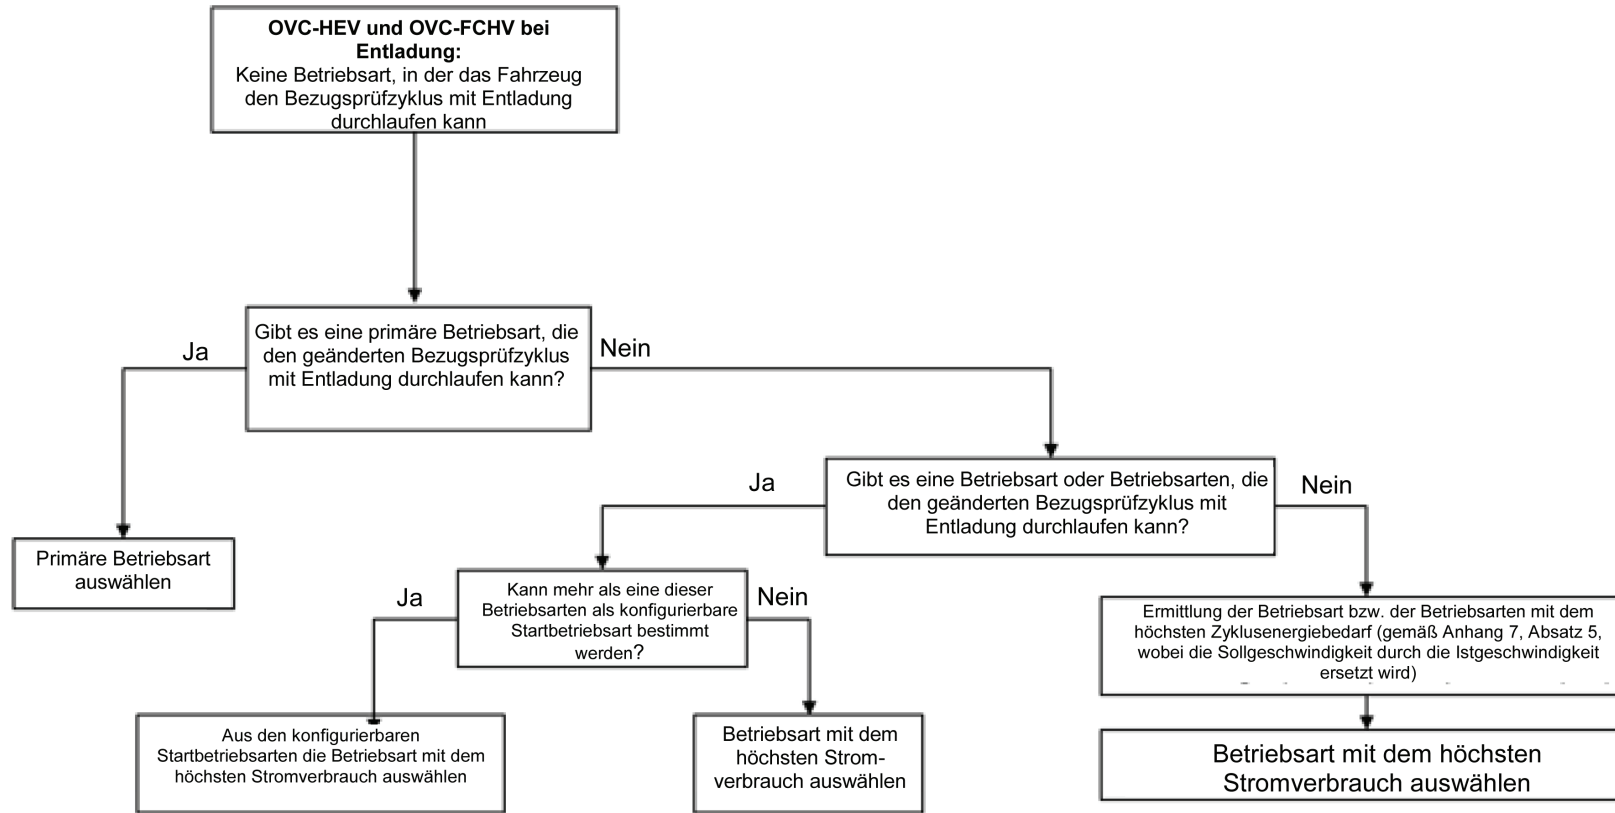 OVC-HEV und OVC-FCHV bei
Entladung:
Keine Betriebsart, in der das Fahrzeug
den Bezugsprüfzyklus mit Entladung
durchlaufen kann
Gibt es eine primäre Betriebsart, die
den geänderten Bezugsprüfzyklus
mit Entladung durchlaufen kann?
Ja
Nein
Primäre Betriebsart
auswählen
Gibt es eine Betriebsart oder Betriebsarten, die
den geänderten Bezugsprüfzyklus mit
Entladung durchlaufen kann?
Ja
Nein
Kann mehr als eine dieser
Betriebsarten als konfigurierbare
Startbetriebsart bestimmt
werden?
Ja
Nein
Ermittlung der Betriebsart bzw. der Betriebsarten mit dem
höchsten Zyklusenergiebedarf (gemäß Anhang 7, Absatz 5,
wobei die Sollgeschwindigkeit durch die Istgeschwindigkeit
ersetzt wird)
Aus den konfigurierbaren
Startbetriebsarten die Betriebsart mit dem
höchsten Stromverbrauch auswählen
Betriebsart mit dem
höchsten Strom-
verbrauch auswählen
Betriebsart mit dem höchsten
Stromverbrauch auswählen